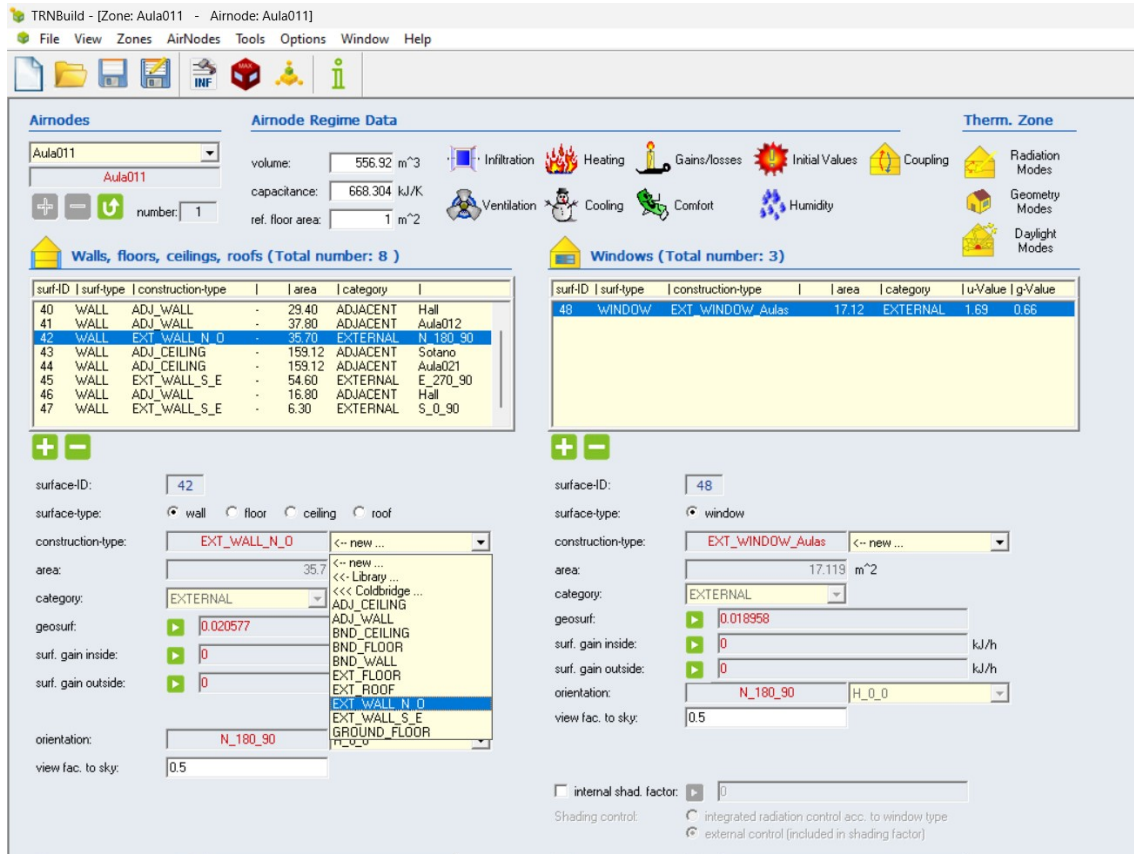 TRNBuild - [Zone: Aula011 - Airnode: Aula011]
File View Zones AirNodes Tools Options Window Help
INF MAX i
Airnodes
Aula011
Aula011
number: 1
Airnode Regime Data
volume: 556.92 m^3
capacitance: 668.304 kJ/K
ref. floor area: 1 m^2
Infiltration Heating Gains/losses Initial Values Coupling
Ventilation Cooling Comfort Humidity
Therm. Zone
Radiation
Modes
Geometry
Modes
Daylight
Modes
Walls, floors, ceilings, roofs (Total number: 8 )
surf-ID | surf-type | construction-type | | area | category |
40 WALL ADJ_WALL - 29.40 ADJACENT Hall
41 WALL ADJ_WALL - 37.80 ADJACENT Aula012
42 WALL EXT_WALL_N_O - 35.70 EXTERNAL N_180_90
43 WALL ADJ_CEILING - 159.12 ADJACENT Sotano
44 WALL ADJ_CEILING - 159.12 ADJACENT Aula021
45 WALL EXT_WALL_S_E - 54.60 EXTERNAL E_270_90
46 WALL ADJ_WALL - 16.80 ADJACENT Hall
47 WALL EXT_WALL_S_E - 6.30 EXTERNAL S_0_90
surface-ID: 42
surface-type: wall floor ceiling roof
construction-type: EXT_WALL_N_O <-- new ...
area: 35.7
category: EXTERNAL
geosurf: 0.020577
surf. gain inside: 0
surf. gain outside: 0
<-- new ...
<<- Library ...
<<< Coldbridge ...
ADJ_CEILING
ADJ_WALL
BND_CEILING
BND_FLOOR
BND_WALL
EXT_FLOOR
EXT_ROOF
EXT_WALL_N_O
EXT_WALL_S_E
GROUND_FLOOR
orientation: N_180_90 H_0_0
view fac. to sky: 0.5
Windows (Total number: 3)
surf-ID | surf-type | construction-type | | area | category | u-Value | g-Value
48 WINDOW EXT_WINDOW_Aulas 17.12 EXTERNAL 1.69 0.66
surface-ID: 48
surface-type: window
construction-type: EXT_WINDOW_Aulas <-- new ...
area: 17.119 m^2
category: EXTERNAL
geosurf: 0.018958
surf. gain inside: 0 kJ/h
surf. gain outside: 0 kJ/h
orientation: N_180_90 H_0_0
view fac. to sky: 0.5
internal shad. factor: 0
Shading control: integrated radiation control acc. to window type
external control (included in shading factor)